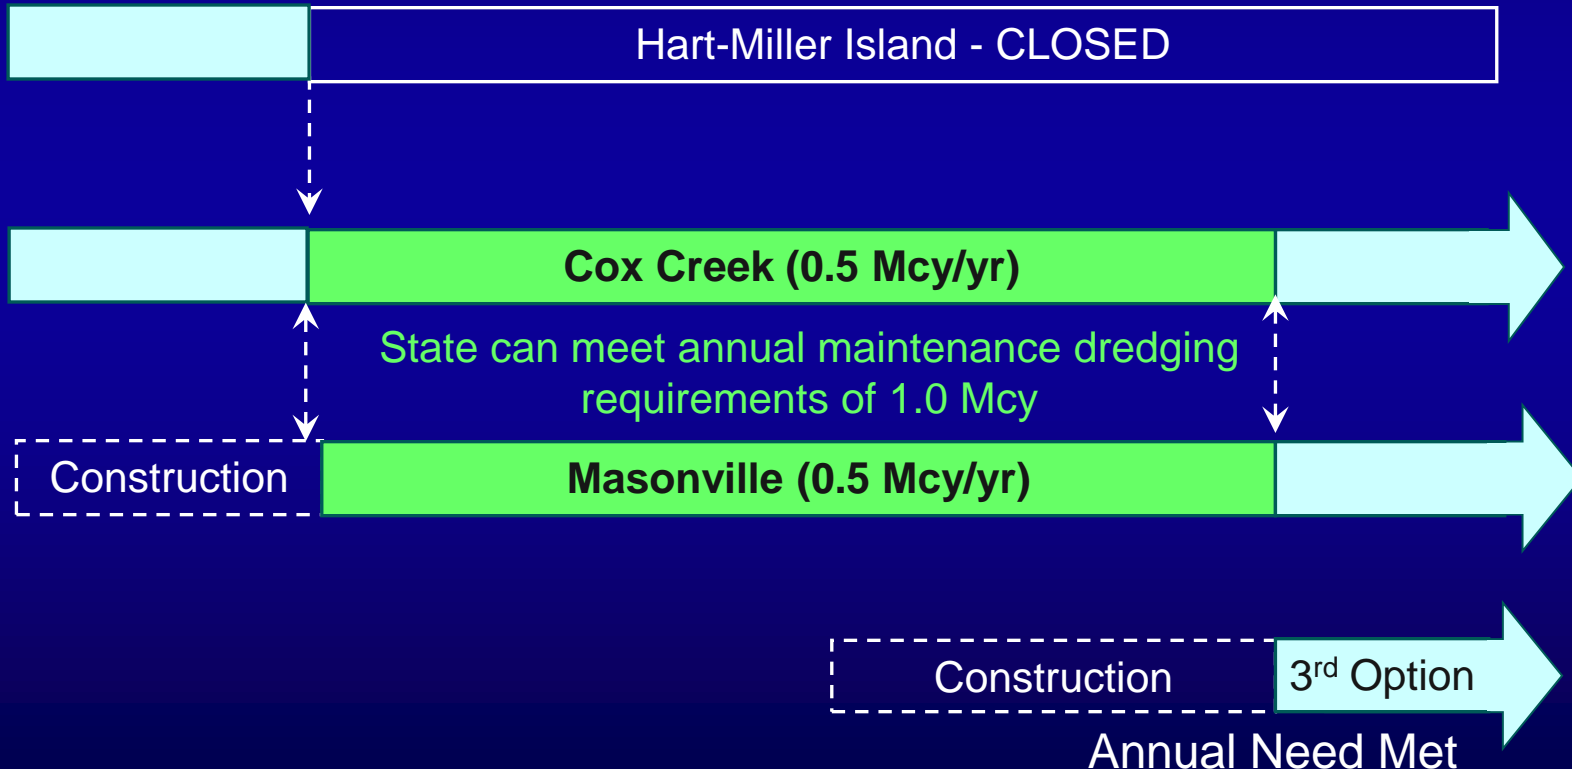 Hart-Miller Island - CLOSED
Cox Creek (0.5 Mcy/yr)
State can meet annual maintenance dredging
requirements of 1.0 Mcy
Construction
Masonville (0.5 Mcy/yr)
Construction
3rd Option
Annual Need Met